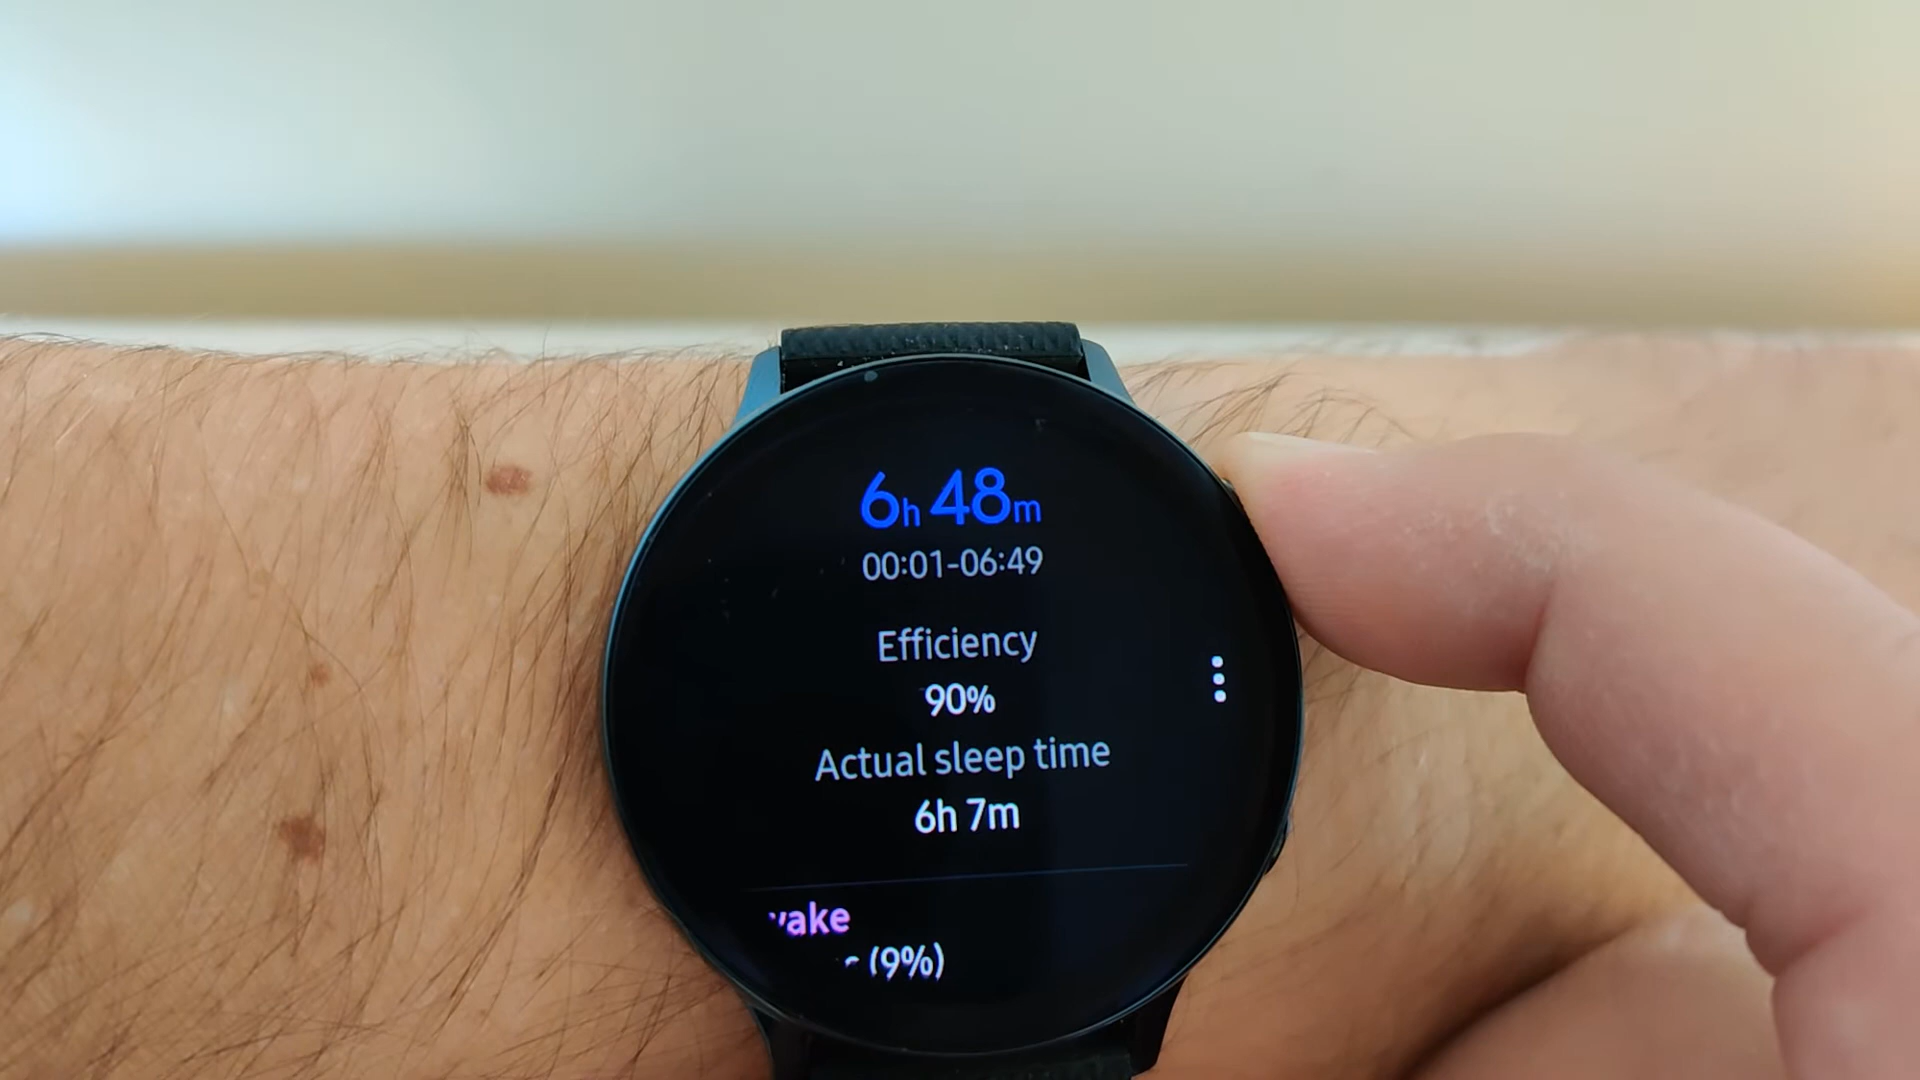 6h 48m
00:01-06:49
Efficiency
90%
Actual sleep time
6h 7m
(9%)